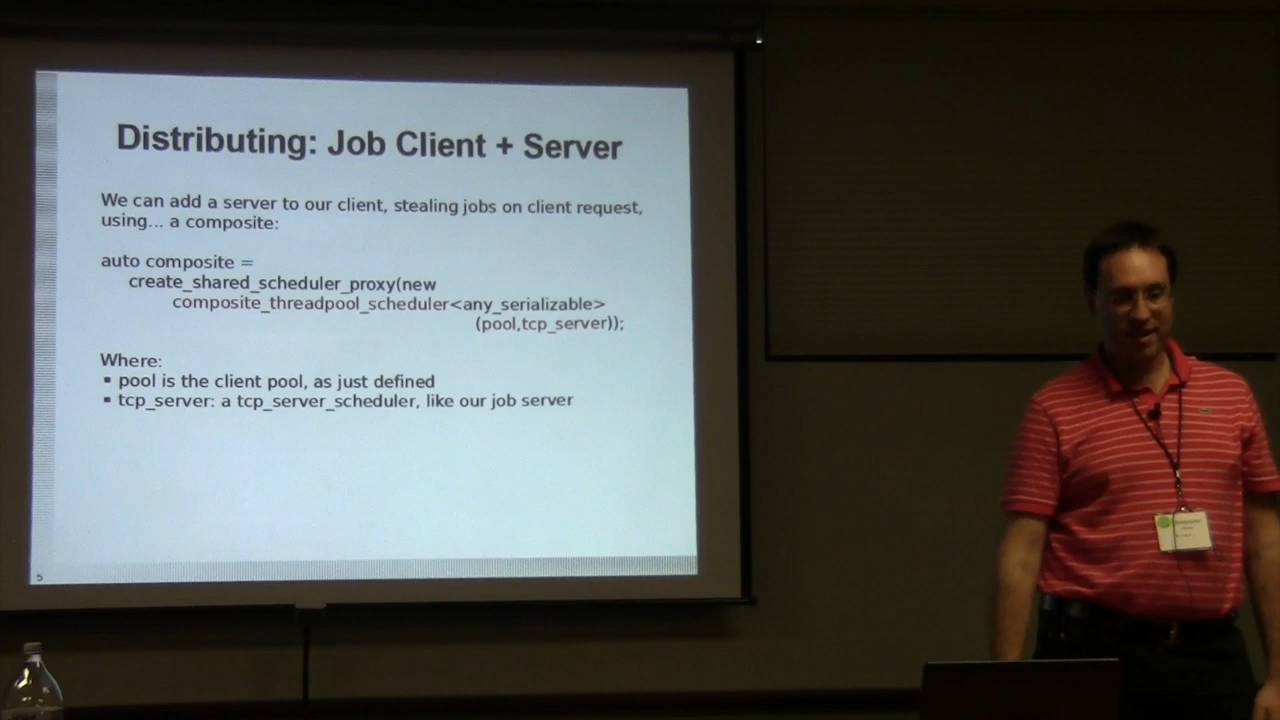 Distributing: Job Client + Server
We can add a server to our client, stealing jobs on client request,
using... a composite:
auto composite =
create_shared_scheduler_proxy(new
composite_threadpool_scheduler<any_serializable>
(pool,tcp_server));
Where:
▪ pool is the client pool, as just defined
▪ tcp_server: a tcp_server_scheduler, like our job server
5